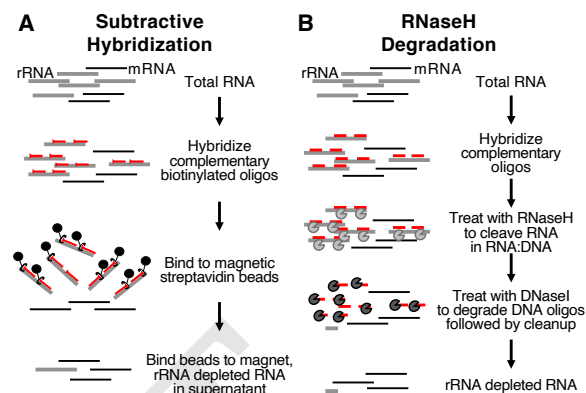 A
Subtractive
Hybridization
rRNA
mRNA
Total RNA
Hybridize
complementary
biotinylated oligos
Bind to magnetic
streptavidin beads
Bind beads to magnet,
rRNA depleted RNA
in supernatant
B
RNaseH
Degradation
rRNA
mRNA
Total RNA
Hybridize
complementary
oligos
Treat with RNaseH
to cleave RNA
in RNA:DNA
Treat with DNaseI
to degrade DNA oligos
followed by cleanup
rRNA depleted RNA